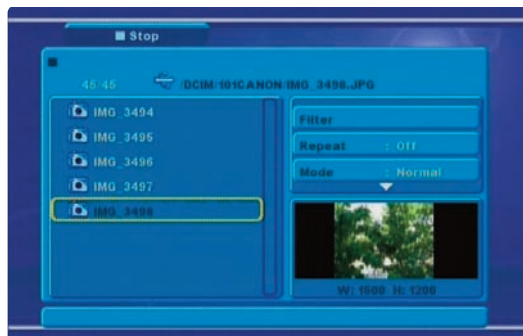 Stop
45/45 /DCIM/101CANON/IMG_3498.JPG
IMG_3494
IMG_3495
IMG_3496
IMG_3497
IMG_3498
Filter
Repeat : Off
Mode : Normal
W: 1600 H: 1200